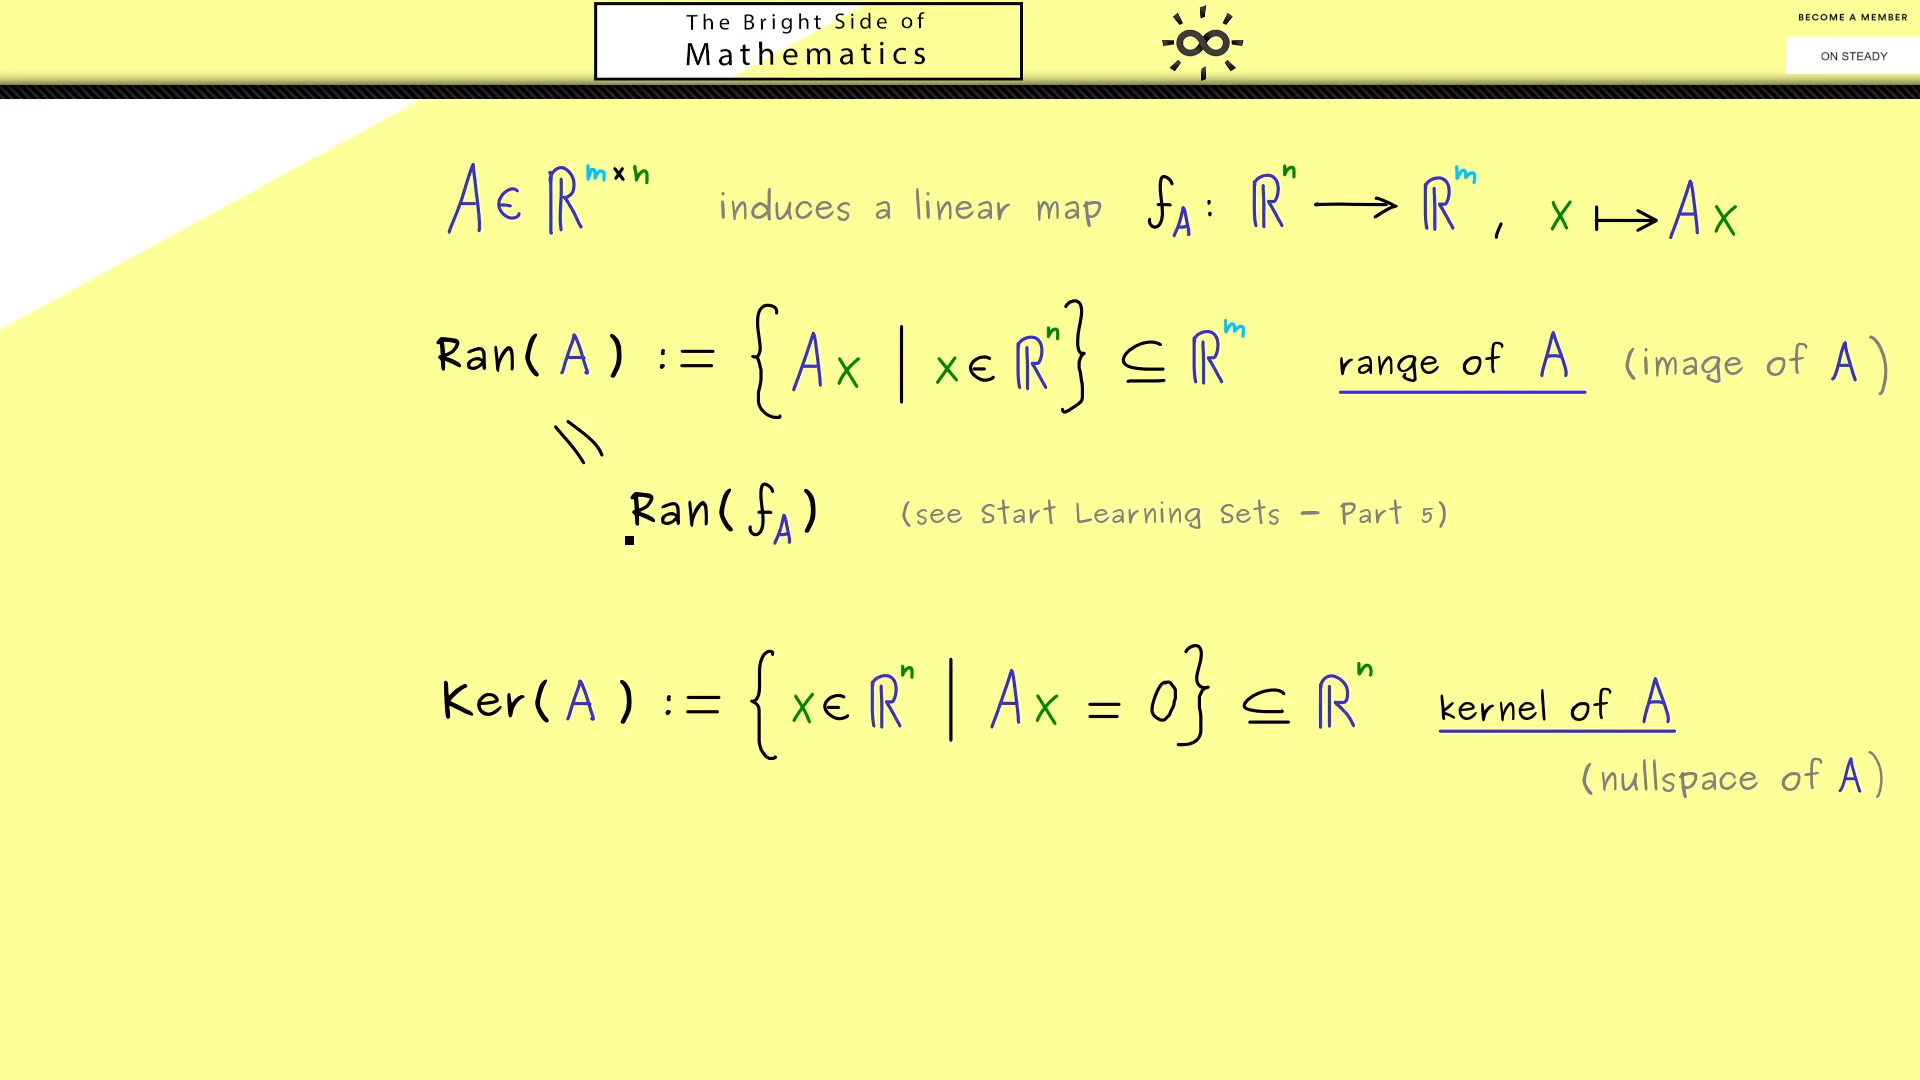 The Bright Side of
Mathematics
BECOME A MEMBER
ON STEADY
A ∈ ℝ^{m×n} induces a linear map f_A : ℝ^n ⟶ ℝ^m , x ⟼ Ax
Ran(A) := { Ax | x ∈ ℝ^n } ⊆ ℝ^m range of A (image of A)
=
Ran(f_A) (see Start Learning Sets – Part 5)
Ker(A) := { x ∈ ℝ^n | Ax = 0 } ⊆ ℝ^n kernel of A
(nullspace of A)